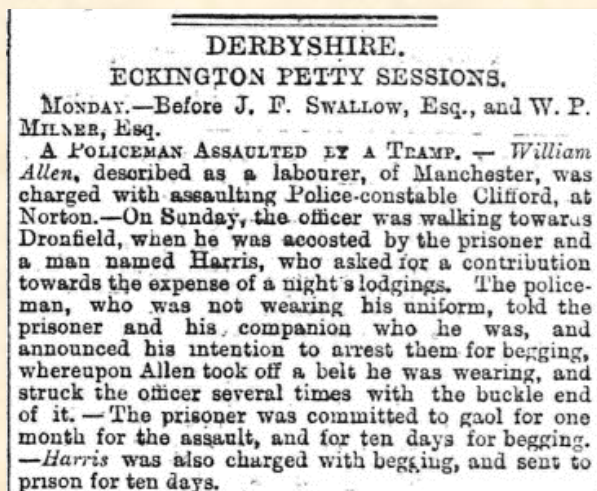 DERBYSHIRE.
ECKINGTON PETTY SESSIONS.
MONDAY.—Before J. F. SWALLOW, Esq., and W. P.
MILNER, Esq.
A POLICEMAN ASSAULTED BY A TRAMP. — William
Allen, described as a labourer, of Manchester, was
charged with assaulting Police-constable Clifford, at
Norton.—On Sunday, the officer was walking towards
Dronfield, when he was accosted by the prisoner and
a man named Harris, who asked for a contribution
towards the expense of a night's lodgings. The police-
man, who was not wearing his uniform, told the
prisoner and his companion who he was, and
announced his intention to arrest them for begging,
whereupon Allen took off a belt he was wearing, and
struck the officer several times with the buckle end
of it. — The prisoner was committed to gaol for one
month for the assault, and for ten days for begging.
—Harris was also charged with begging, and sent to
prison for ten days.